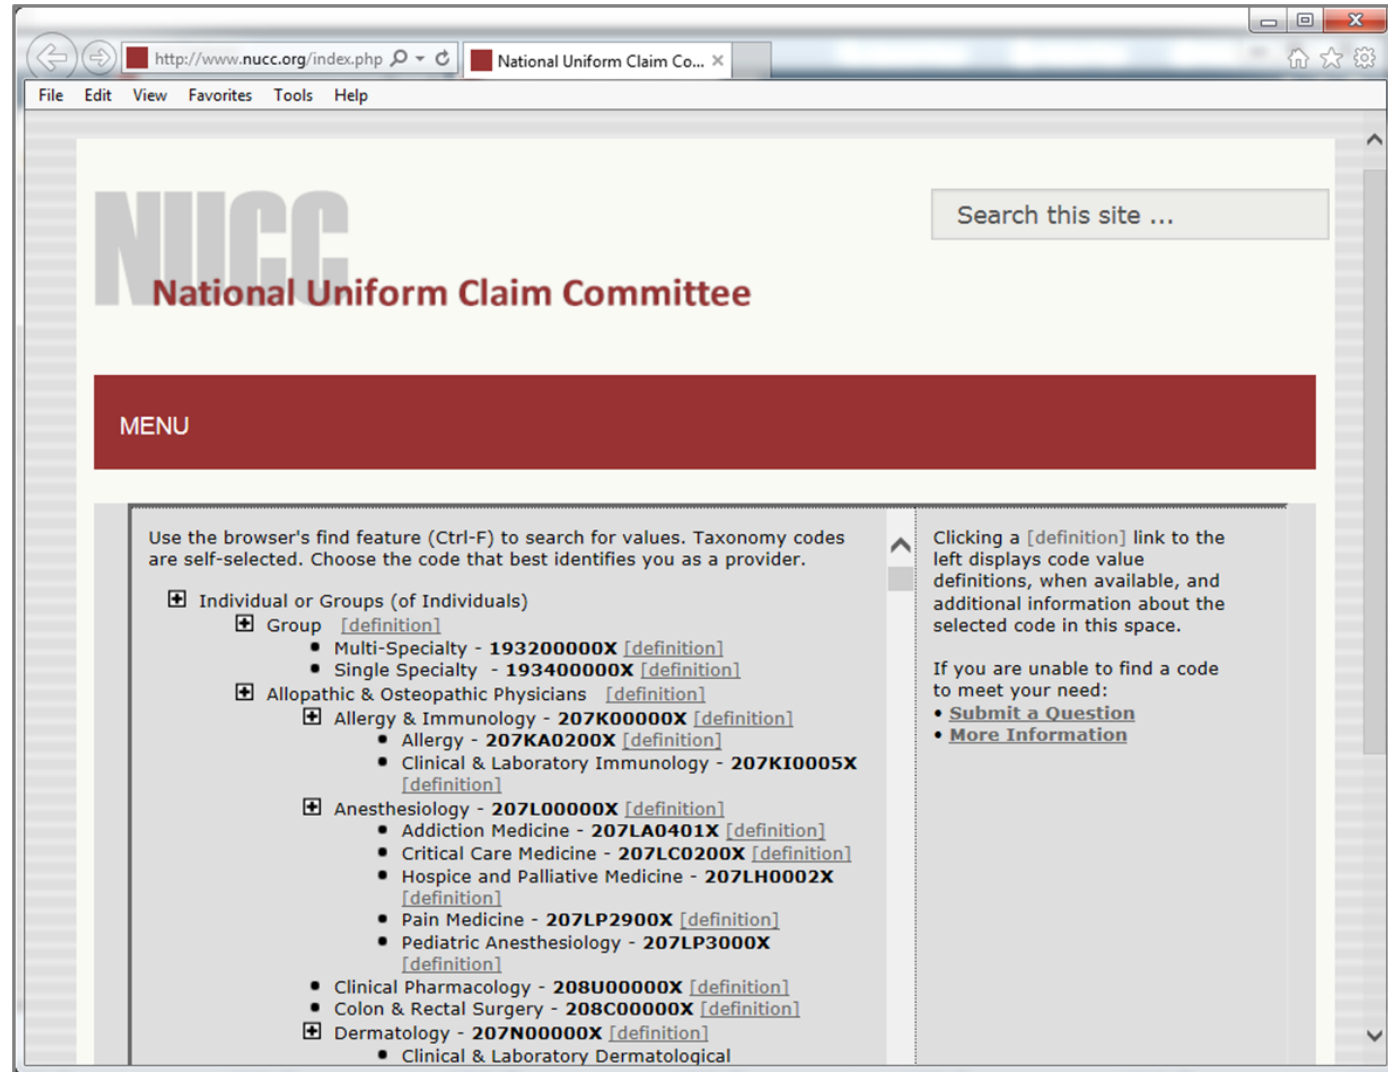 http://www.nucc.org/index.php
National Uniform Claim Co...
File Edit View Favorites Tools Help
NUCC
National Uniform Claim Committee
Search this site ...
MENU
Use the browser's find feature (Ctrl-F) to search for values. Taxonomy codes
are self-selected. Choose the code that best identifies you as a provider.
Individual or Groups (of Individuals)
Group [definition]
Multi-Specialty - 193200000X [definition]
Single Specialty - 193400000X [definition]
Allopathic & Osteopathic Physicians [definition]
Allergy & Immunology - 207K00000X [definition]
Allergy - 207KA0200X [definition]
Clinical & Laboratory Immunology - 207KI0005X
[definition]
Anesthesiology - 207L00000X [definition]
Addiction Medicine - 207LA0401X [definition]
Critical Care Medicine - 207LC0200X [definition]
Hospice and Palliative Medicine - 207LH0002X
[definition]
Pain Medicine - 207LP2900X [definition]
Pediatric Anesthesiology - 207LP3000X
[definition]
Clinical Pharmacology - 208U00000X [definition]
Colon & Rectal Surgery - 208C00000X [definition]
Dermatology - 207N00000X [definition]
Clinical & Laboratory Dermatological
Clicking a [definition] link to the
left displays code value
definitions, when available, and
additional information about the
selected code in this space.
If you are unable to find a code
to meet your need:
• Submit a Question
• More Information